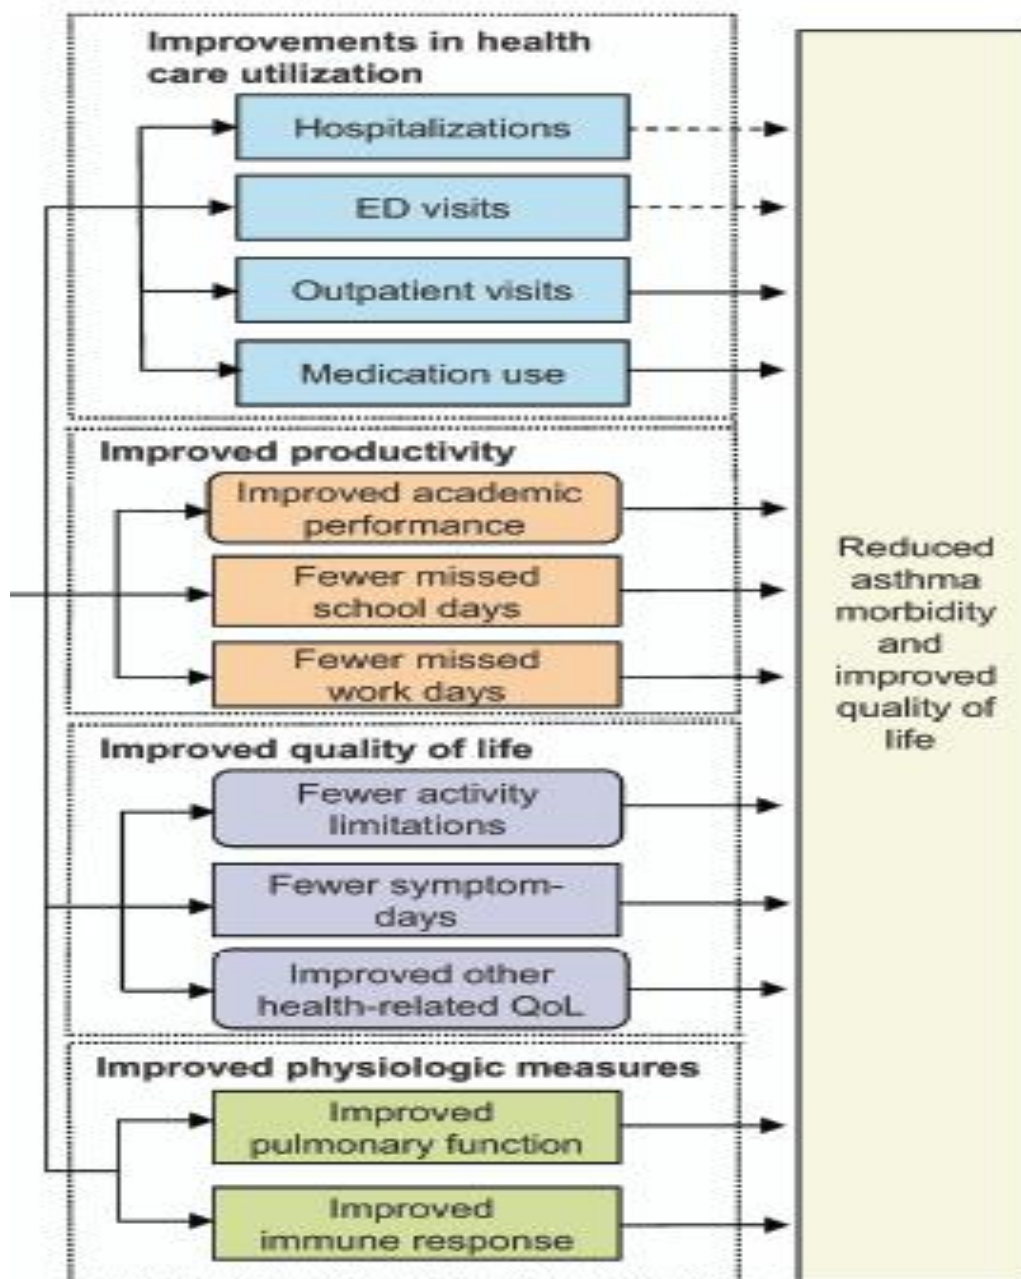 Improvements in health
care utilization
Hospitalizations
ED visits
Outpatient visits
Medication use
Improved productivity
Improved academic
performance
Fewer missed
school days
Fewer missed
work days
Improved quality of life
Fewer activity
limitations
Fewer symptom-
days
Improved other
health-related QoL
Improved physiologic measures
Improved
pulmonary function
Improved
immune response
Reduced
asthma
morbidity
and
improved
quality of
life